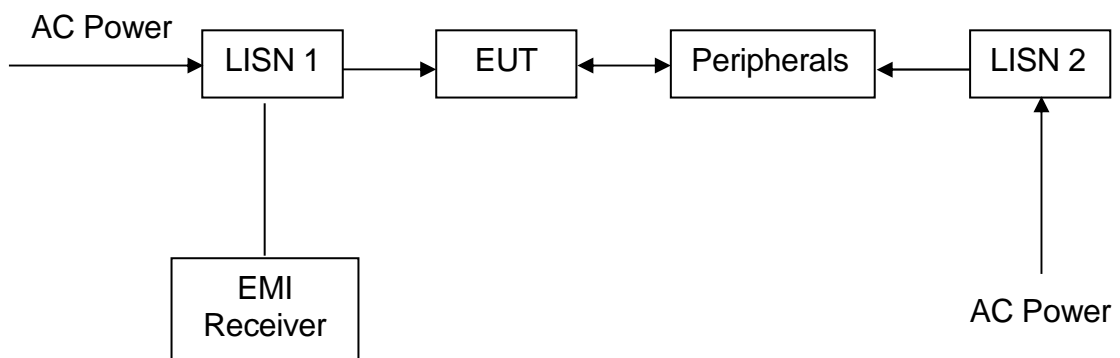 AC Power
LISN 1
EUT
Peripherals
LISN 2
EMI
Receiver
AC Power